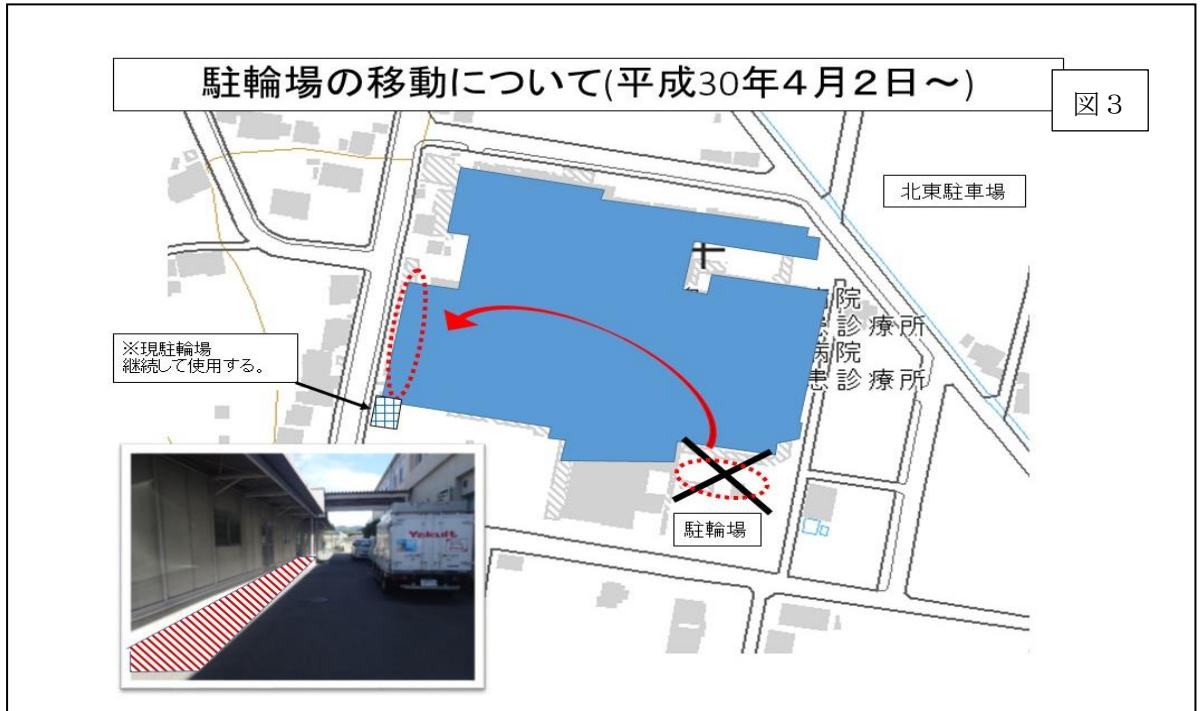 駐輪場の移動について(平成30年４月２日～)
図３
北東駐車場
院
診療所
病院
患診療所
※現駐輪場
継続して使用する。
Yakult
駐輪場